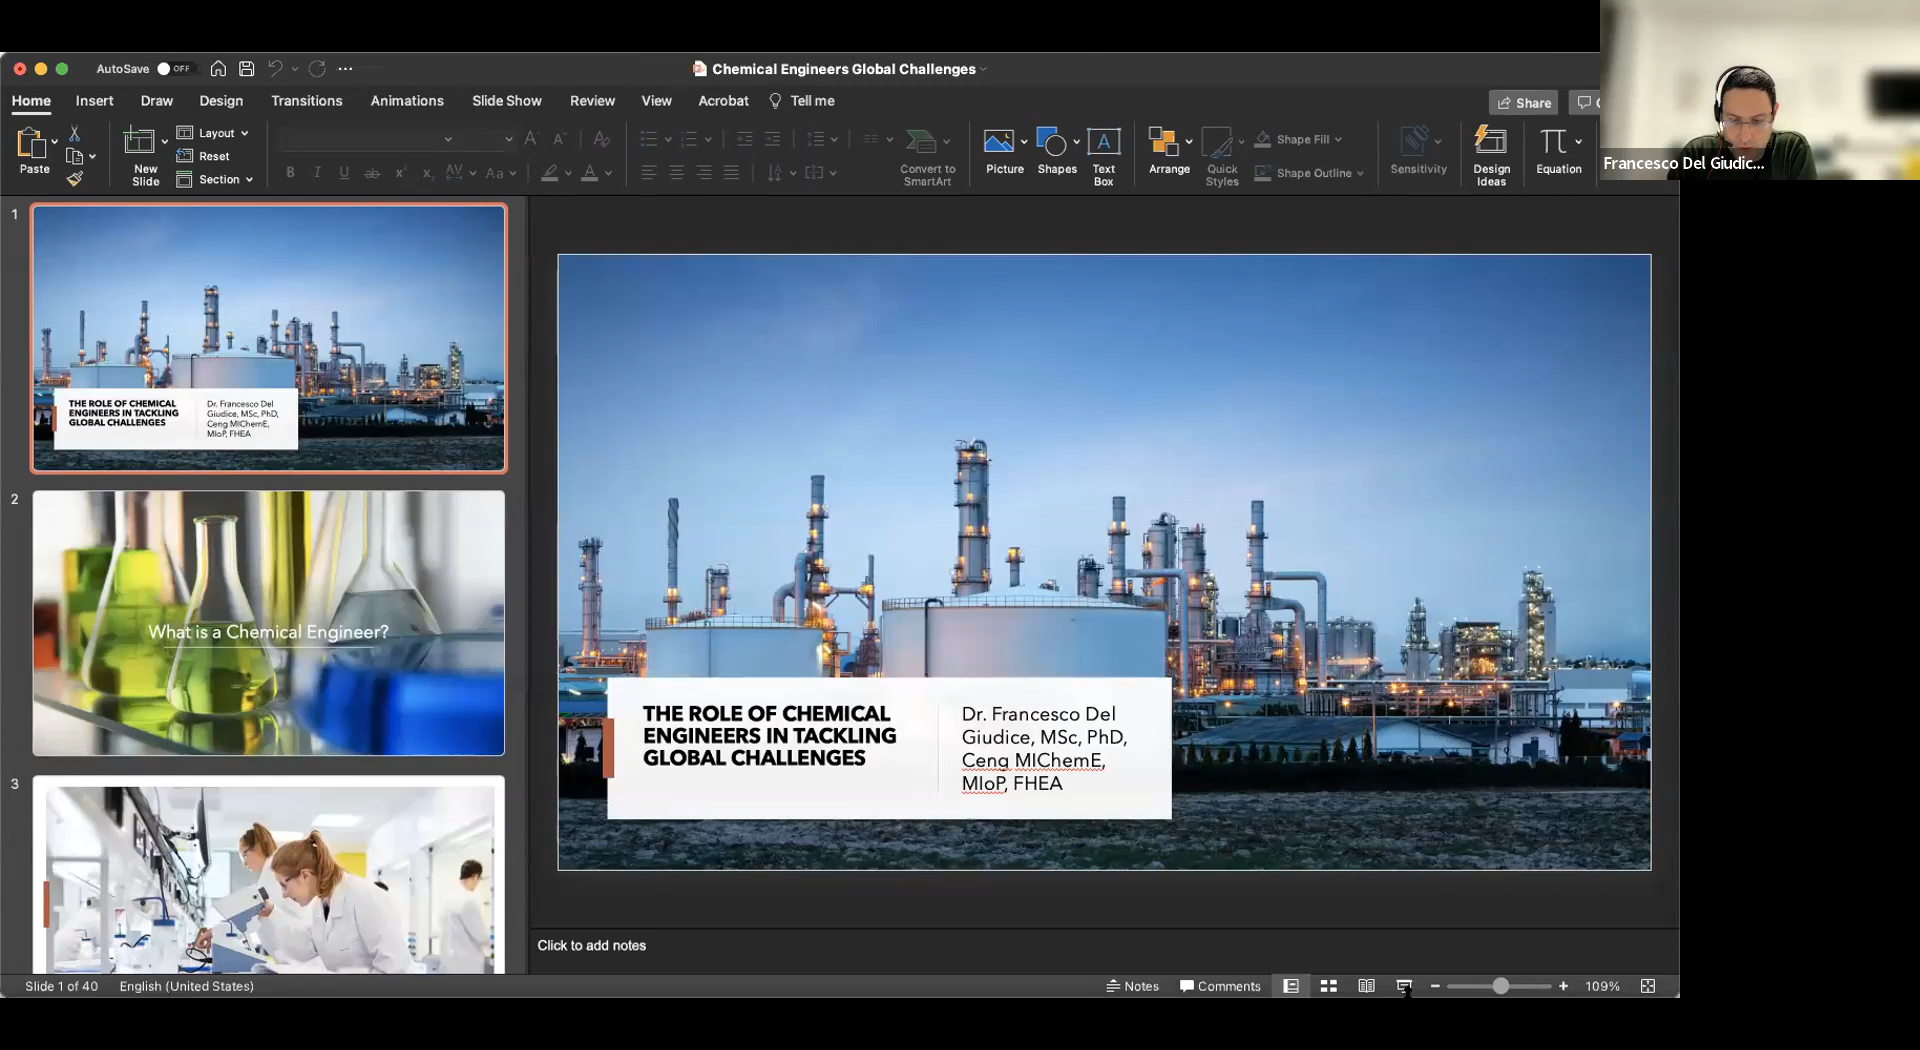 AutoSave
OFF
Chemical Engineers Global Challenges
Home
Insert
Draw
Design
Transitions
Animations
Slide Show
Review
View
Acrobat
Tell me
Share
Paste
New
Slide
Layout
Reset
Section
B
I
U
ab
Aa
A
Convert to
SmartArt
Picture
Shapes
Text
Box
Arrange
Quick
Styles
Shape Fill
Shape Outline
Sensitivity
Design
Ideas
Equation
Francesco Del Giudic...
1
THE ROLE OF CHEMICAL
ENGINEERS IN TACKLING
GLOBAL CHALLENGES
Dr. Francesco Del
Giudice, MSc, PhD,
Ceng MIChemE,
MIoP, FHEA
2
What is a Chemical Engineer?
3
THE ROLE OF CHEMICAL
ENGINEERS IN TACKLING
GLOBAL CHALLENGES
Dr. Francesco Del
Giudice, MSc, PhD,
Ceng MIChemE,
MIoP, FHEA
Click to add notes
Slide 1 of 40
English (United States)
Notes
Comments
109%